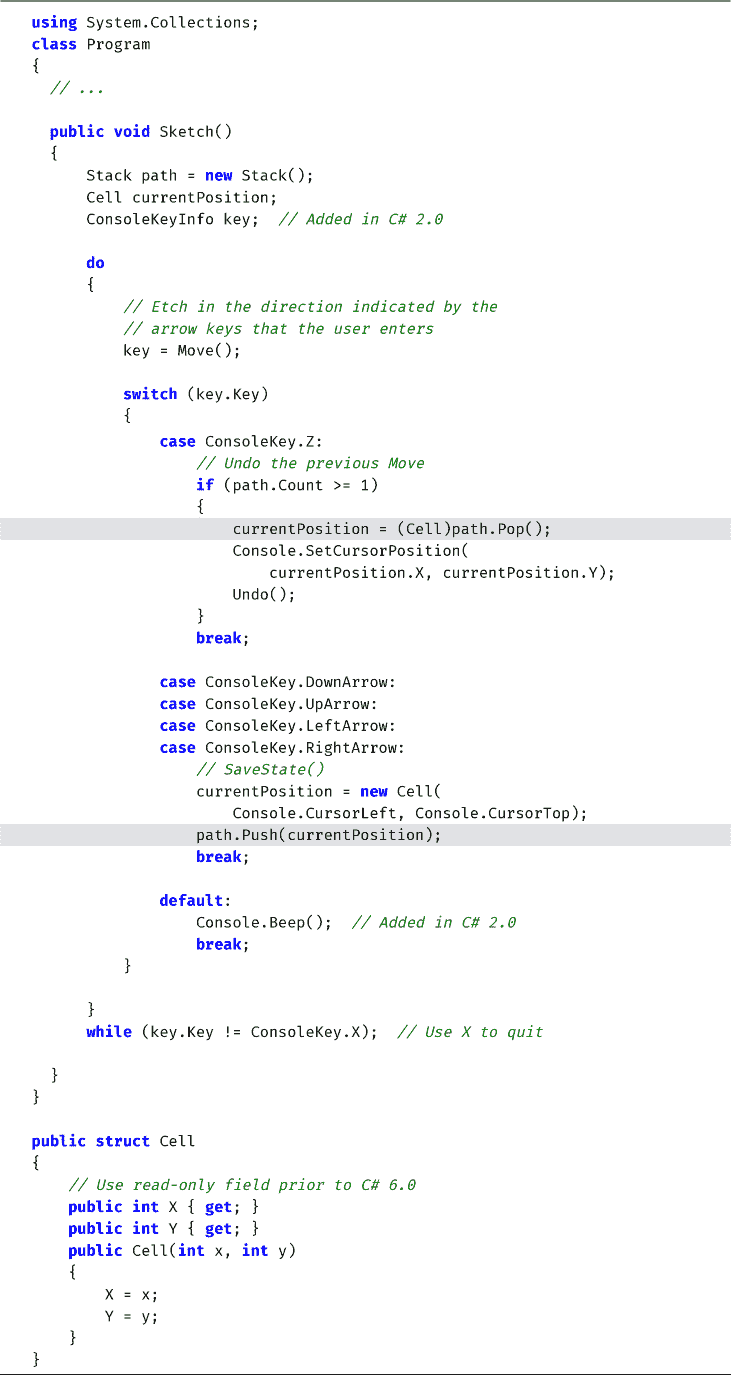 using System.Collections;
class Program
{
  // ...

  public void Sketch()
  {
      Stack path = new Stack();
      Cell currentPosition;
      ConsoleKeyInfo key;  // Added in C# 2.0

      do
      {
          // Etch in the direction indicated by the
          // arrow keys that the user enters
          key = Move();

          switch (key.Key)
          {
              case ConsoleKey.Z:
                  // Undo the previous Move
                  if (path.Count >= 1)
                  {
                      currentPosition = (Cell)path.Pop();
                      Console.SetCursorPosition(
                          currentPosition.X, currentPosition.Y);
                      Undo();
                  }
                  break;

              case ConsoleKey.DownArrow:
              case ConsoleKey.UpArrow:
              case ConsoleKey.LeftArrow:
              case ConsoleKey.RightArrow:
                  // SaveState()
                  currentPosition = new Cell(
                      Console.CursorLeft, Console.CursorTop);
                  path.Push(currentPosition);
                  break;

              default:
                  Console.Beep();  // Added in C# 2.0
                  break;
          }

      }
      while (key.Key != ConsoleKey.X);  // Use X to quit

  }
}

public struct Cell
{
    // Use read-only field prior to C# 6.0
    public int X { get; }
    public int Y { get; }
    public Cell(int x, int y)
    {
        X = x;
        Y = y;
    }
}